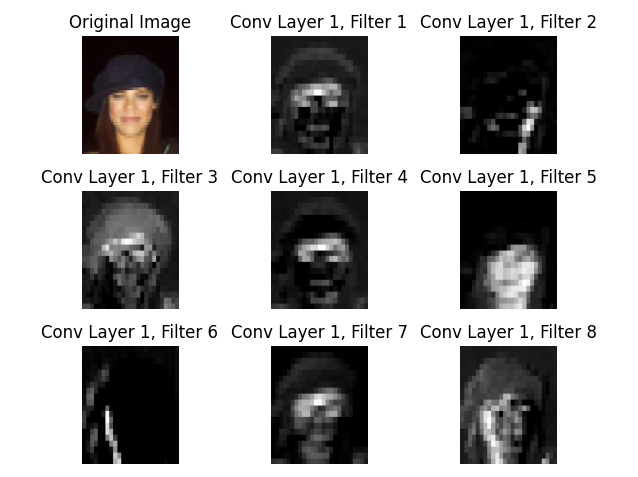 Original Image
Conv Layer 1, Filter 1
Conv Layer 1, Filter 2
Conv Layer 1, Filter 3
Conv Layer 1, Filter 4
Conv Layer 1, Filter 5
Conv Layer 1, Filter 6
Conv Layer 1, Filter 7
Conv Layer 1, Filter 8